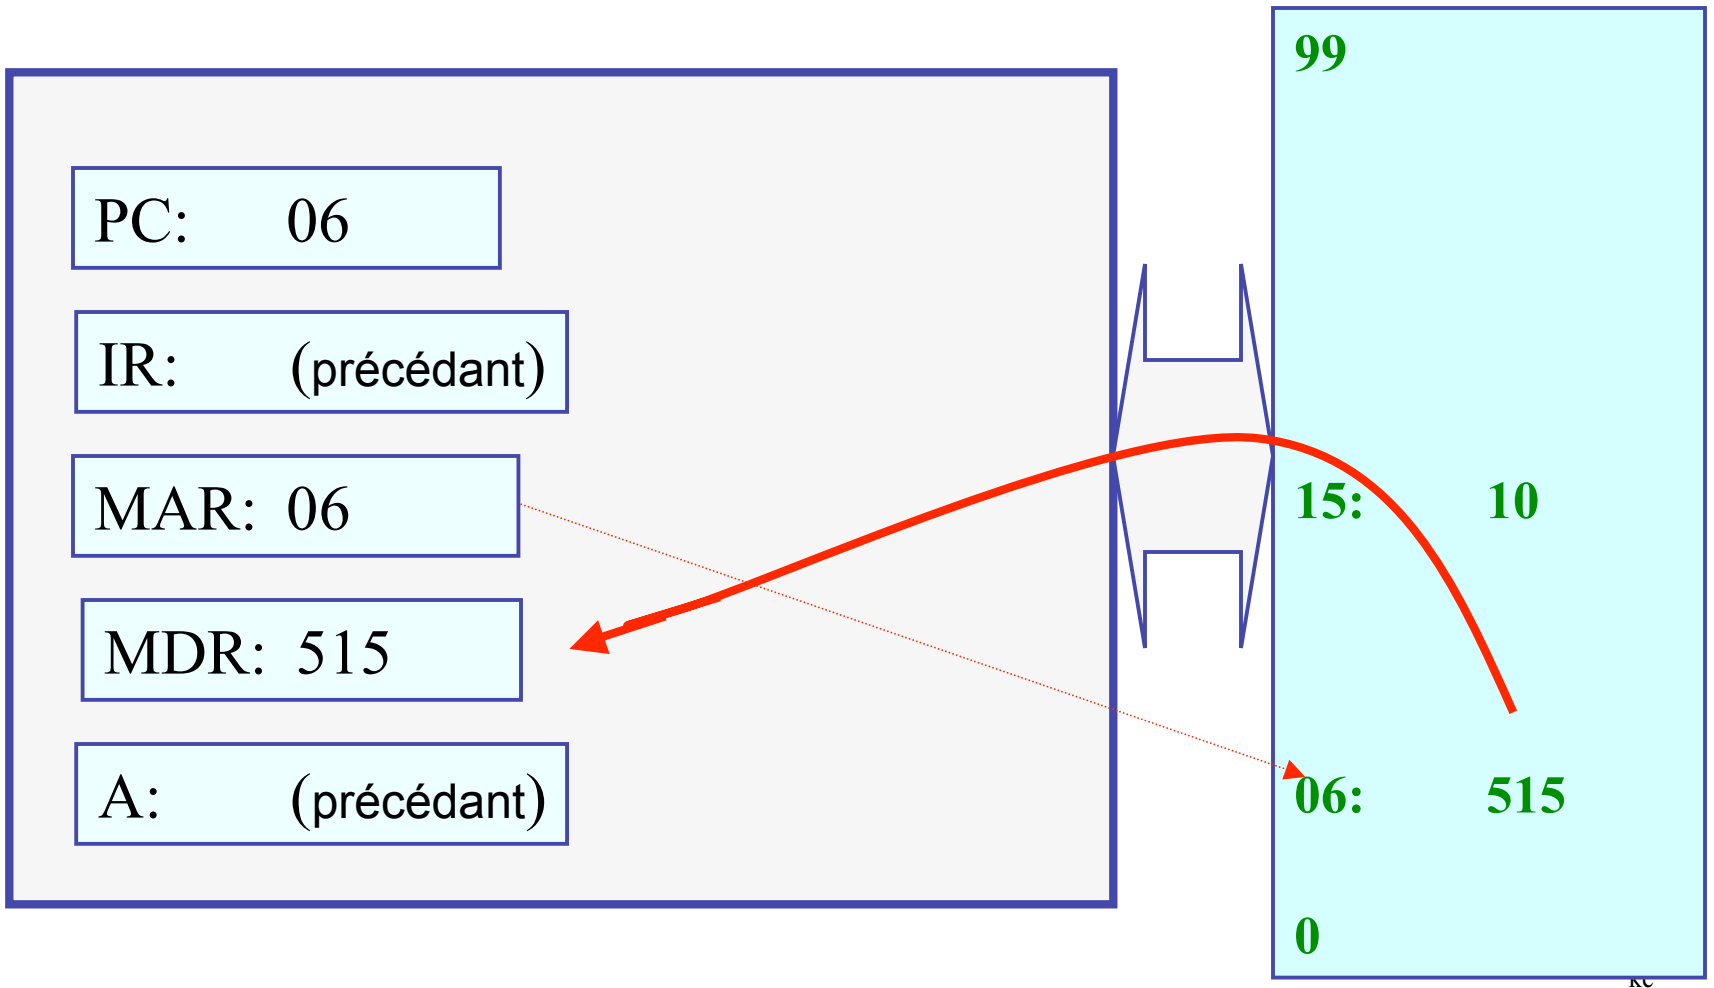 99
PC: 06
IR: (précédant)
MAR: 06
15: 10
MDR: 515
06: 515
A: (précédant)
0